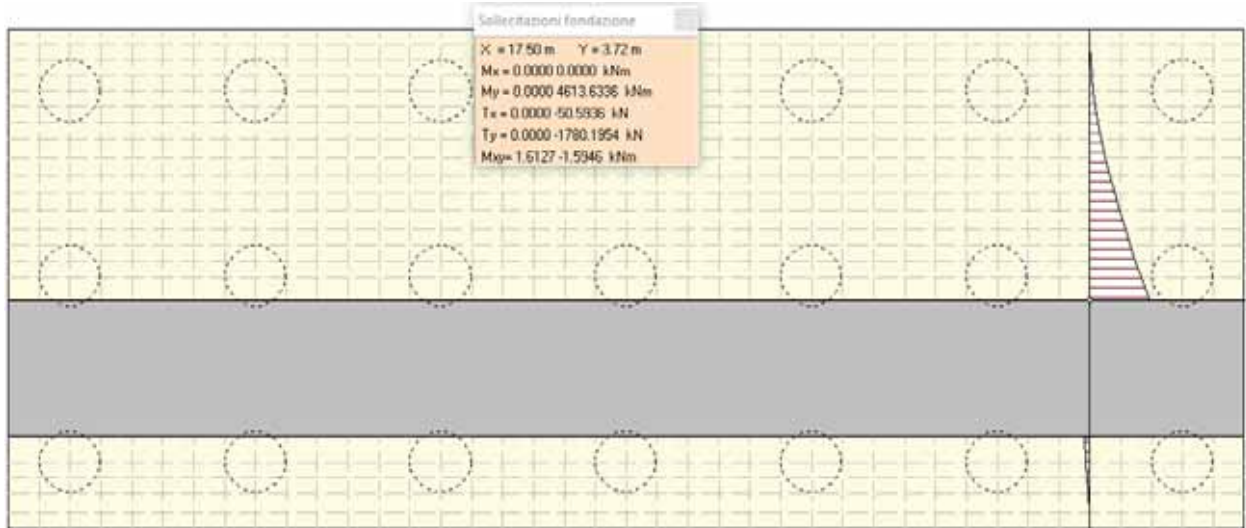 Sollecitazioni fondazione
X = 17.50 m Y = 3.72 m
Mx = 0.0000 0.0000 kNm
My = 0.0000 4613.6336 kNm
Tx = 0.0000 -50.5936 kN
Ty = 0.0000 -1780.1954 kN
Mxy= 1.6127 -1.5946 kNm